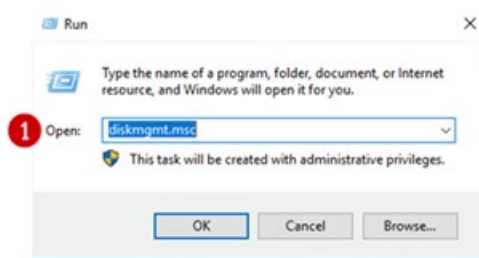 Run
Type the name of a program, folder, document, or Internet
resource, and Windows will open it for you.
1 Open: diskmgmt.msc
This task will be created with administrative privileges.
OK Cancel Browse...